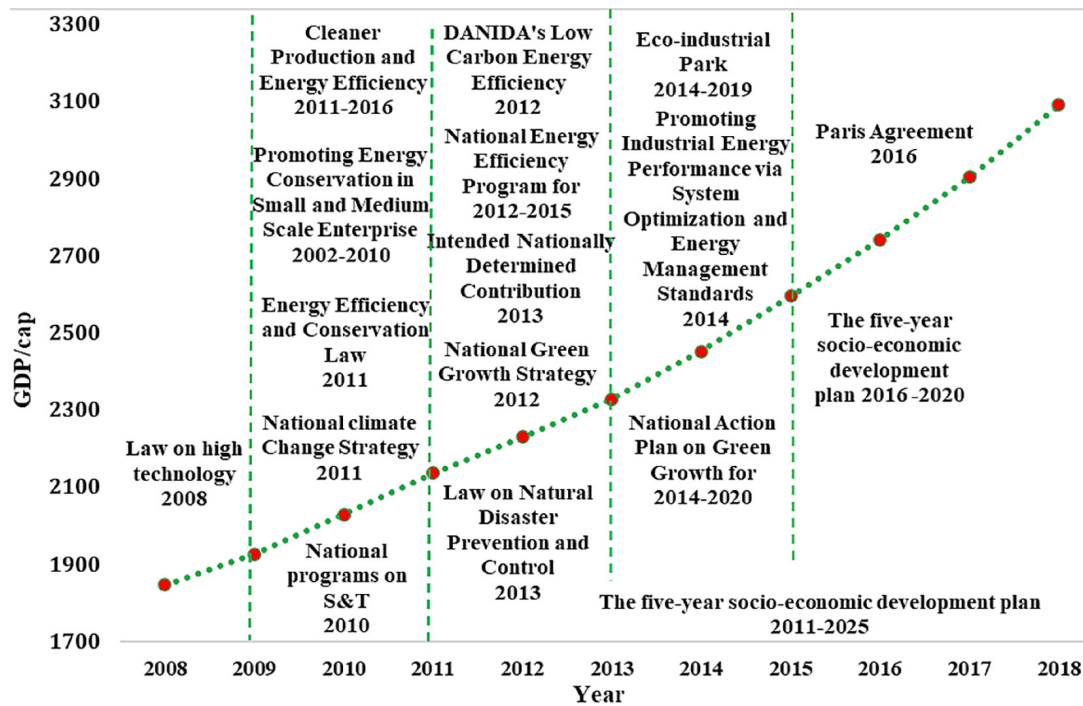 3300
3100
2900
2700
2500
2300
2100
1900
1700
GDP/cap
Law on high
technology
2008
Cleaner
Production and
Energy Efficiency
2011-2016
Promoting Energy
Conservation in
Small and Medium
Scale Enterprise
2002-2010
Energy Efficiency
and Conservation
Law
2011
National climate
Change Strategy
2011
National
programs on
S&T
2010
DANIDA's Low
Carbon Energy
Efficiency
2012
National Energy
Efficiency
Program for
2012-2015
Intended Nationally
Determined
Contribution
2013
National Green
Growth Strategy
2012
Law on Natural
Disaster
Prevention and
Control
2013
Eco-industrial
Park
2014-2019
Promoting
Industrial Energy
Performance via
System
Optimization and
Energy
Management
Standards
2014
National Action
Plan on Green
Growth for
2014-2020
Paris Agreement
2016
The five-year
socio-economic
development
plan 2016 -2020
The five-year socio-economic development plan
2011-2025
2008 2009 2010 2011 2012 2013 2014 2015 2016 2017 2018
Year